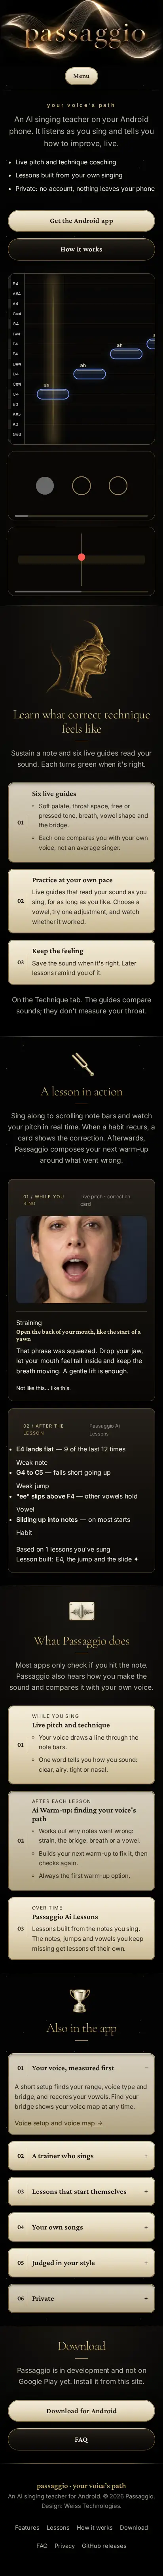 passaggio
Menu
your voice's path
An AI singing teacher on your Android
phone. It listens as you sing and tells you
how to improve, live.
Live pitch and technique coaching
Lessons built from your own singing
Private: no account, nothing leaves your phone
Get the Android app
How it works
B4
A#4
A4
G#4
G4
F#4
F4
E4
D#4
D4
C#4
C4
B3
A#3
A3
G#3
ah
ah
ah
Learn what correct technique
feels like
Sustain a note and six live guides read your
sound. Each turns green when it's right.
01
Six live guides
Soft palate, throat space, free or
pressed tone, breath, vowel shape and
the bridge.
Each one compares you with your own
voice, not an average singer.
02
Practice at your own pace
Live guides that read your sound as you
sing, for as long as you like. Choose a
vowel, try one adjustment, and watch
whether it worked.
03
Keep the feeling
Save the sound when it's right. Later
lessons remind you of it.
On the Technique tab. The guides compare
sounds; they don't measure your throat.
A lesson in action
Sing along to scrolling note bars and watch
your pitch in real time. When a habit recurs, a
card shows the correction. Afterwards,
Passaggio composes your next warm-up
around what went wrong.
01 / WHILE YOU
SING
Live pitch · correction
card
Straining
Open the back of your mouth, like the start of a
yawn
That phrase was squeezed. Drop your jaw,
let your mouth feel tall inside and keep the
breath moving. A gentle lift is enough.
Not like this... like this.
02 / AFTER THE
LESSON
Passaggio Ai
Lessons
E4 lands flat — 9 of the last 12 times
Weak note
G4 to C5 — falls short going up
Weak jump
"ee" slips above F4 — other vowels hold
Vowel
Sliding up into notes — on most starts
Habit
Based on 1 lessons you've sung
Lesson built: E4, the jump and the slide ✦
What Passaggio does
Most apps only check if you hit the note.
Passaggio also hears how you make the
sound and compares it with your own voice.
01
WHILE YOU SING
Live pitch and technique
Your voice draws a line through the
note bars.
One word tells you how you sound:
clear, airy, tight or nasal.
02
AFTER EACH LESSON
Ai Warm-up: finding your voice's
path
Works out why notes went wrong:
strain, the bridge, breath or a vowel.
Builds your next warm-up to fix it, then
checks again.
Always the first warm-up option.
03
OVER TIME
Passaggio Ai Lessons
Lessons built from the notes you sing.
The notes, jumps and vowels you keep
missing get lessons of their own.
Also in the app
01 Your voice, measured first −
A short setup finds your range, voice type
and bridge, and records your vowels. Find
your bridge shows your voice map at any time.
Voice setup and voice map →
02 A trainer who sings +
03 Lessons that start themselves +
04 Your own songs +
05 Judged in your style +
06 Private +
Download
Passaggio is in development and not on
Google Play yet. Install it from this site.
Download for Android
FAQ
passaggio · your voice's path
An AI singing teacher for Android. © 2026 Passaggio.
Design: Weiss Technologies.
Features Lessons How it works Download
FAQ Privacy GitHub releases